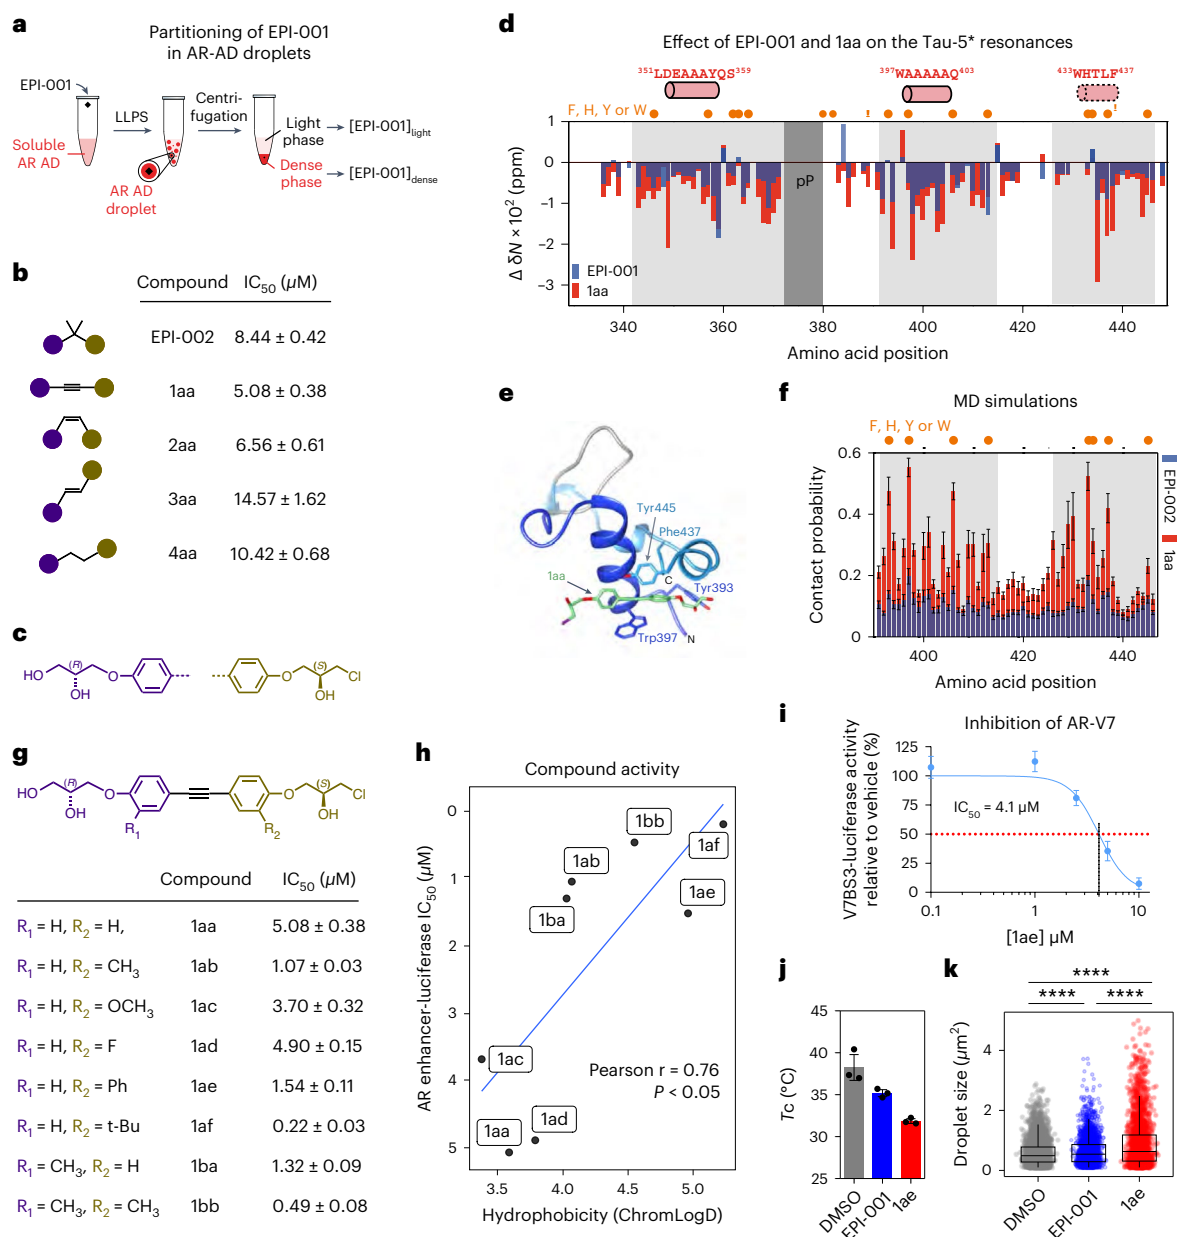 a
Partitioning of EPI-001
in AR-AD droplets
EPI-001
LLPS
Centri-
fugation
Soluble
AR AD
AR AD
droplet
Light
phase
[EPI-001]light
Dense
phase
[EPI-001]dense
b
Compound IC50 (µM)
EPI-002 8.44 ± 0.42
1aa 5.08 ± 0.38
2aa 6.56 ± 0.61
3aa 14.57 ± 1.62
4aa 10.42 ± 0.68
c
HO (R) OH O
O (S) OH Cl
d
Effect of EPI-001 and 1aa on the Tau-5* resonances
351LDEAAAYQS359
397WAAAAAQ403
433WHTLF437
F, H, Y or W
pP
EPI-001
1aa
Δ δN × 10² (ppm)
1
0
−1
−2
−3
340 360 380 400 420 440
Amino acid position
e
Tyr445
Phe437
1aa
C
Tyr393
Trp397
N
f
MD simulations
F, H, Y or W
Contact probability
0.6
0.4
0.2
0
400 420 440
Amino acid position
EPI-002
1aa
g
HO (R) OH O R1 R2 O (S) OH Cl
Compound IC50 (µM)
R1 = H, R2 = H, 1aa 5.08 ± 0.38
R1 = H, R2 = CH3 1ab 1.07 ± 0.03
R1 = H, R2 = OCH3 1ac 3.70 ± 0.32
R1 = H, R2 = F 1ad 4.90 ± 0.15
R1 = H, R2 = Ph 1ae 1.54 ± 0.11
R1 = H, R2 = t-Bu 1af 0.22 ± 0.03
R1 = CH3, R2 = H 1ba 1.32 ± 0.09
R1 = CH3, R2 = CH3 1bb 0.49 ± 0.08
h
Compound activity
AR enhancer-luciferase IC50 (µM)
0
1
2
3
4
5
1bb
1af
1ab
1ae
1ba
1ac
1aa
1ad
Pearson r = 0.76
P < 0.05
3.5 4.0 4.5 5.0
Hydrophobicity (ChromLogD)
i
Inhibition of AR-V7
V7BS3-luciferase activity
relative to vehicle (%)
125
100
75
50
25
0
IC50 = 4.1 µM
0.1 1 10
[1ae] µM
j
Tc (°C)
45
40
35
30
25
DMSO
EPI-001
1ae
k
****
**** ****
Droplet size (µm²)
4
2
0
DMSO
EPI-001
1ae